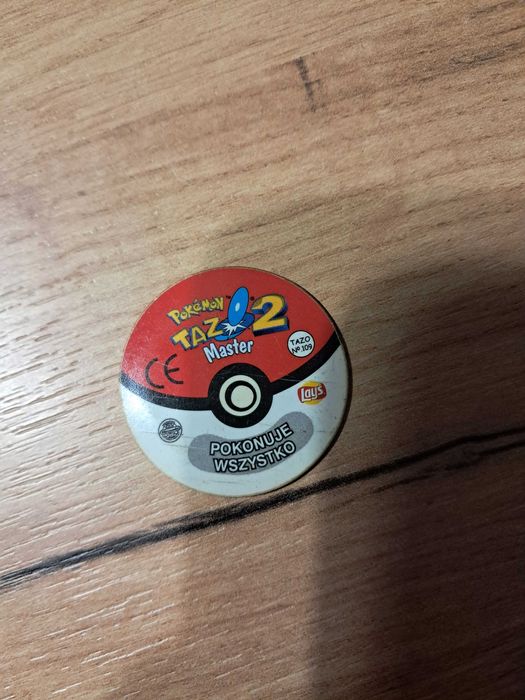 POKéMON
TAZO 2
Master
TAZO
Nº.109
CE
Lay's
POKONUJE
WSZYSTKO